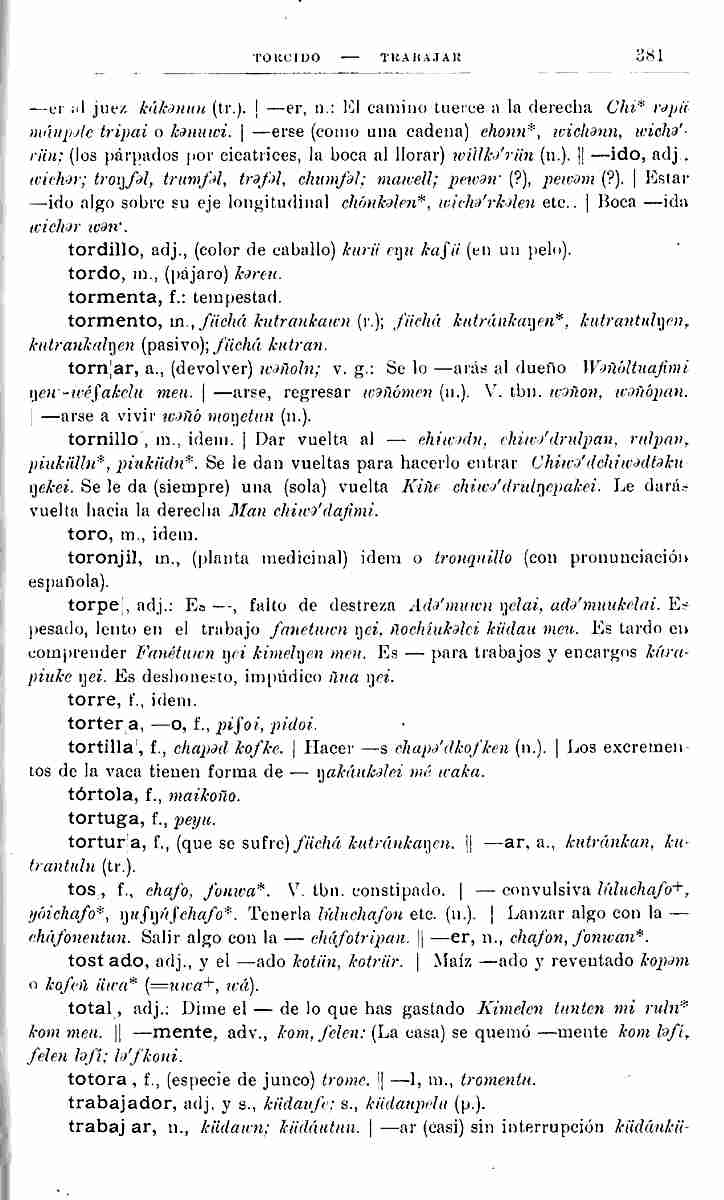 TORCIDO — TRABAJAR 381
—er al juez kákənun (tr.). | —er, n.: El camino tuerce a la derecha Chi* rəpü
máupəle tripai o kənuwi. | —erse (como una cadena) chonn*, wichənn, wichə'-
rün; (los párpados por cicatrices, la boca al llorar) willkə'rün (n.). || —ido, adj.,
wichər; troŋfəl, trumfəl, trəfəl, chumfəl; mawell; pewən· (?), pewəm (?). | Estar
—ido algo sobre su eje longitudinal chónkəlen*, wichə'rkəlen etc.. | Boca —ida
wichər wən·.
tordillo, adj., (color de caballo) kurü eŋu kafü (en un pelo).
tordo, m., (pájaro) kəreu.
tormenta, f.: tempestad.
tormento, m., füchá kutrankawn (r.); füchá kutránkaŋen*, kutrantulŋen,
kutrankalŋen (pasivo); füchá kutran.
torn|ar, a., (devolver) wəñoln; v. g.: Se lo —arás al dueño Wəñóltuafimi
ŋen·-wéʃakelu meu. | —arse, regresar wəñómen (n.). V. tbn. wəñon, wəñópan.
| —arse a vivir wəñó moŋetun (n.).
tornillo|, m., idem. | Dar vuelta al — chiwədn, chiwə'drulpan, rulpan,
piukülln*, piuküdn*. Se le dan vueltas para hacerlo entrar Chiwə'dchiwədtəku
ŋekei. Se le da (siempre) una (sola) vuelta Kiñe chiwə'drulŋepakei. Le darás
vuelta hacia la derecha Man chiwə'dafimi.
toro, m., idem.
toronjil, m., (planta medicinal) idem o tronquillo (con pronunciación
española).
torpe|, adj.: Es —, falto de destreza Adə'muwn ŋelai, adə'muukelai. Es
pesado, lento en el trabajo fanetuwn ŋei, ñochíukəlei küdau meu. Es tardo en
comprender Fanétuwn ŋei kimelŋen meu. Es — para trabajos y encargos kúra-
piuke ŋei. Es deshonesto, impúdico ñua ŋei.
torre, f., idem.
torter|a, —o, f., piʃoi, pidoi.
tortilla|, f., chapəd kofke. | Hacer —s chapə'dkofken (n.). | Los excremen-
tos de la vaca tienen forma de — ŋakáukəlei mé waka.
tórtola, f., maikoño.
tortuga, f., peyu.
tortur|a, f., (que se sufre) füchá kutránkaŋen. || —ar, a., kutránkan, ku-
trantuln (tr.).
tos|, f., chafo, fonwa*. V. tbn. constipado. | — convulsiva lúluchafo+,
yóichafo*, ŋufŋúfchafo*. Tenerla lúluchafon etc. (n.). | Lanzar algo con la —
cháfonentun. Salir algo con la — cháfotripan. || —er, n., chafon, fonwan*.
tost|ado, adj., y el —ado kotün, kotrür. | Maíz —ado y reventado kopəm
o kofeñ üwa* (=uwa+, wá).
total|, adj.: Dime el — de lo que has gastado Kimelen tunten mi ruln*
kom meu. || —mente, adv., kom, felen: (La casa) se quemó —mente kom ləfi,
felen ləfi; lə'fkoni.
totora|, f., (especie de junco) trome. || —l, m., tromentu.
trabajador, adj. y s., küdaufe; s., küdaupelu (p.).
trabaj|ar, n., küdawn; küdáutun. | —ar (casi) sin interrupción küdáukü-